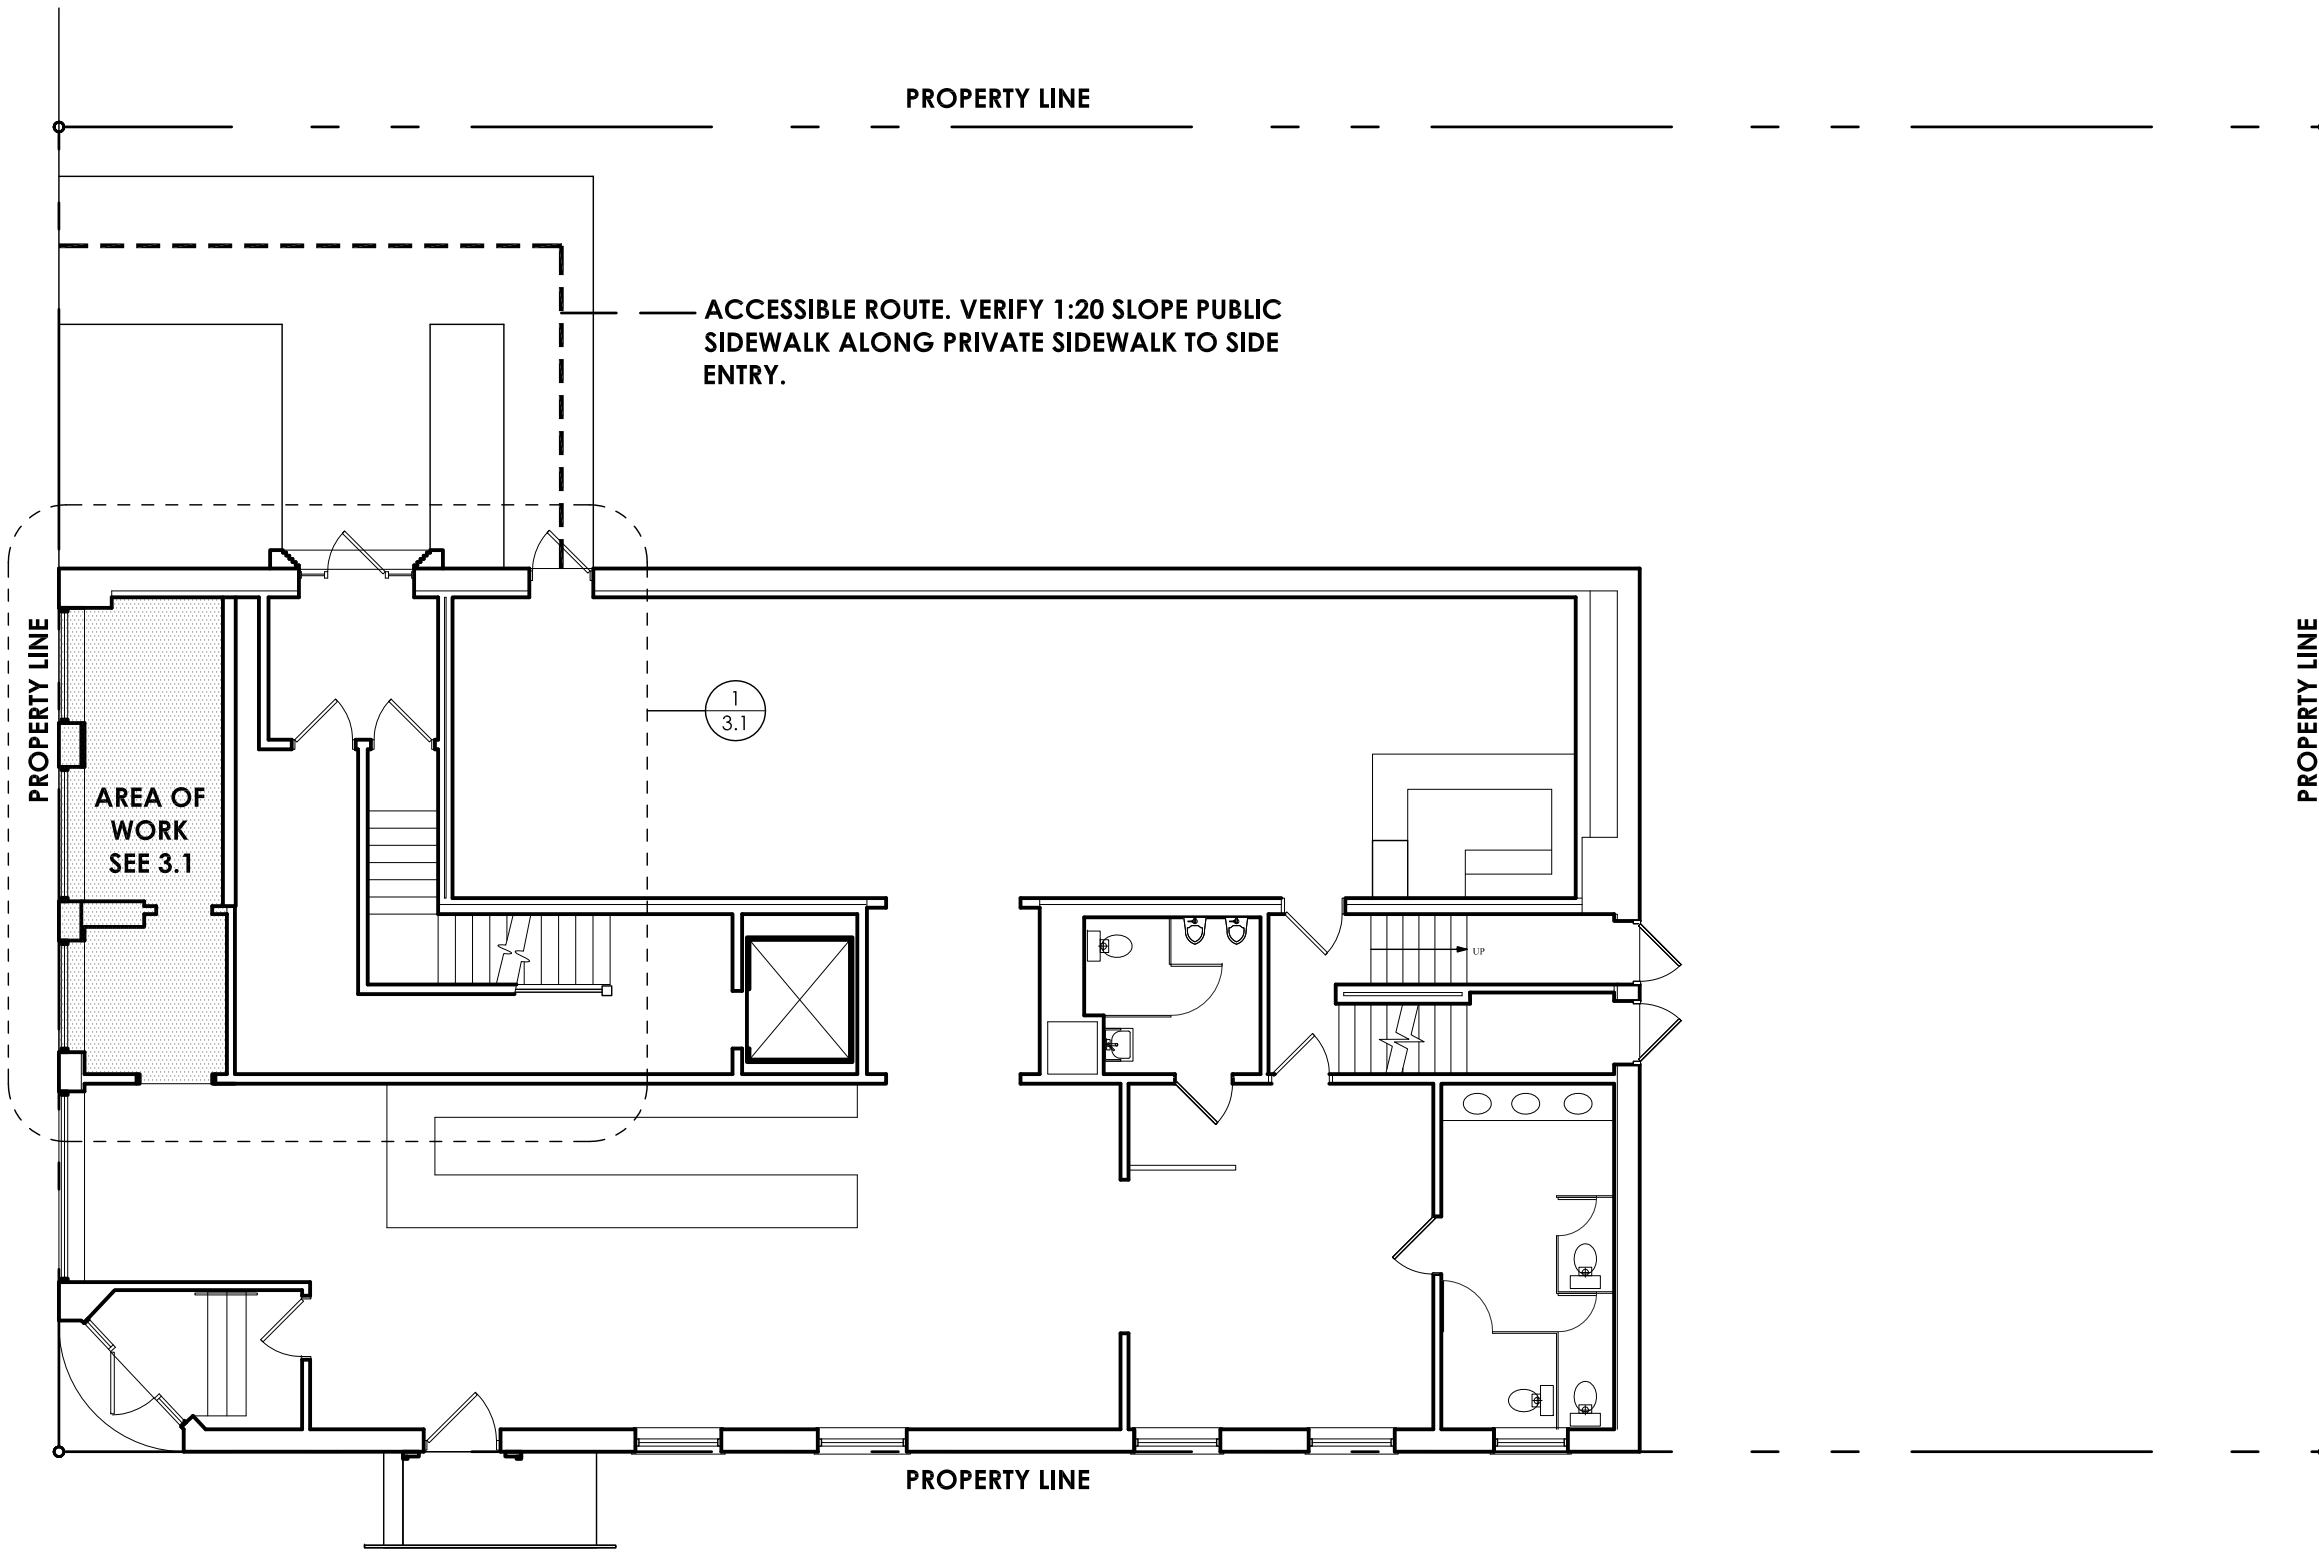 PROPERTY LINE
ACCESSIBLE ROUTE. VERIFY 1:20 SLOPE PUBLIC
SIDEWALK ALONG PRIVATE SIDEWALK TO SIDE
ENTRY.
PROPERTY LINE
PROPERTY LINE
1
3.1
AREA OF
WORK
SEE 3.1
UP
PROPERTY LINE